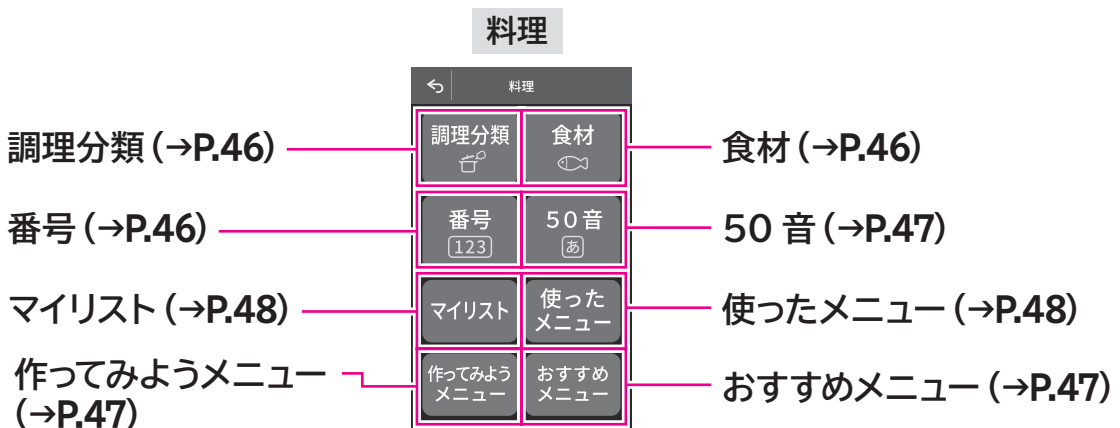 料理
料理
調理分類 (→P.46)
調理分類
食材
食材 (→P.46)
番号 (→P.46)
番号
123
50音
あ
50 音 (→P.47)
マイリスト (→P.48)
マイリスト
使った
メニュー
使ったメニュー (→P.48)
作ってみようメニュー
(→P.47)
作ってみよう
メニュー
おすすめ
メニュー
おすすめメニュー (→P.47)